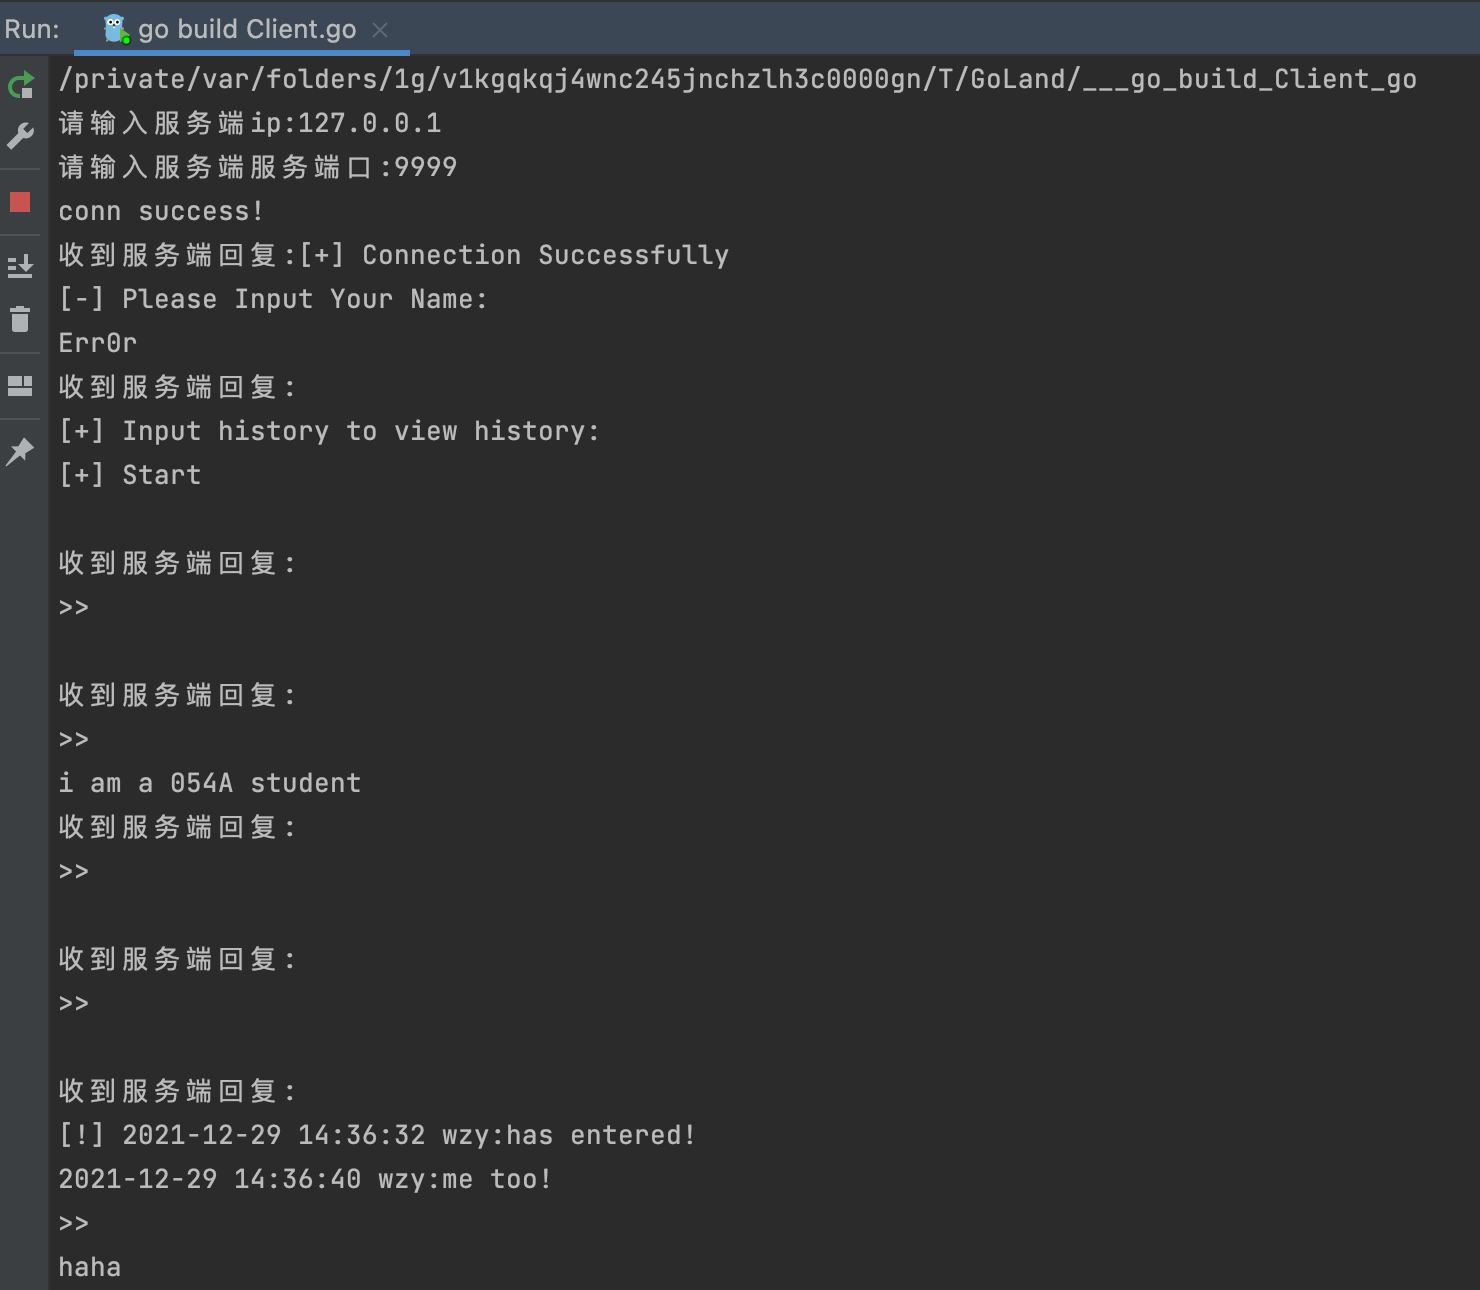 Run: go build Client.go
/private/var/folders/1g/v1kgqkqj4wnc245jnchzlh3c0000gn/T/GoLand/___go_build_Client_go
请输入服务端ip:127.0.0.1
请输入服务端服务端口:9999
conn success!
收到服务端回复:[+] Connection Successfully
[-] Please Input Your Name:
Err0r
收到服务端回复:
[+] Input history to view history:
[+] Start
收到服务端回复:
>>
收到服务端回复:
>>
i am a 054A student
收到服务端回复:
>>
收到服务端回复:
>>
收到服务端回复:
[!] 2021-12-29 14:36:32 wzy:has entered!
2021-12-29 14:36:40 wzy:me too!
>>
haha